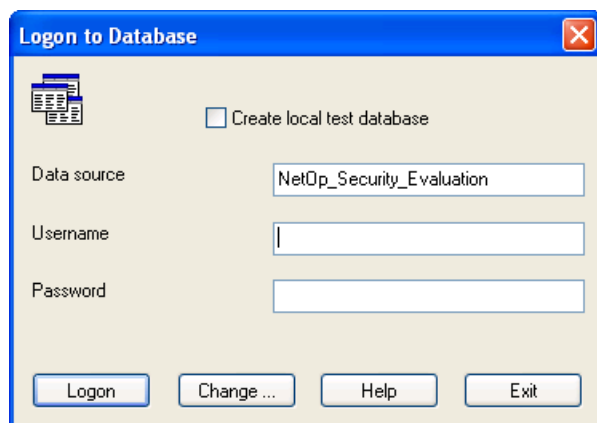 Logon to Database
Create local test database
Data source
NetOp_Security_Evaluation
Username
Password
Logon
Change ...
Help
Exit